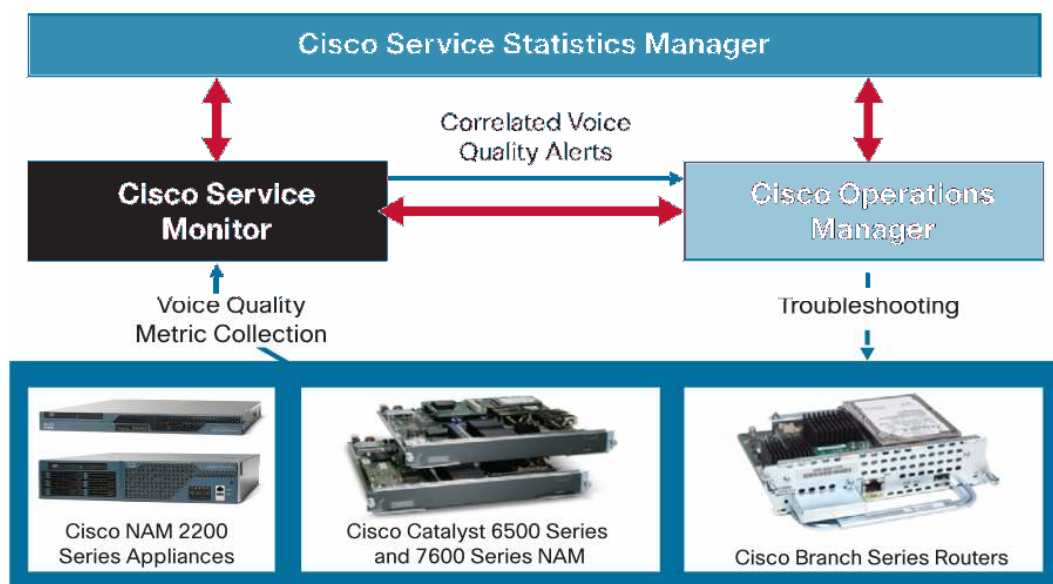 Cisco Service Statistics Manager
Correlated Voice
Quality Alerts
Cisco Service
Monitor
Cisco Operations
Manager
Voice Quality
Metric Collection
Troubleshooting
Cisco NAM 2200
Series Appliances
Cisco Catalyst 6500 Series
and 7600 Series NAM
Cisco Branch Series Routers